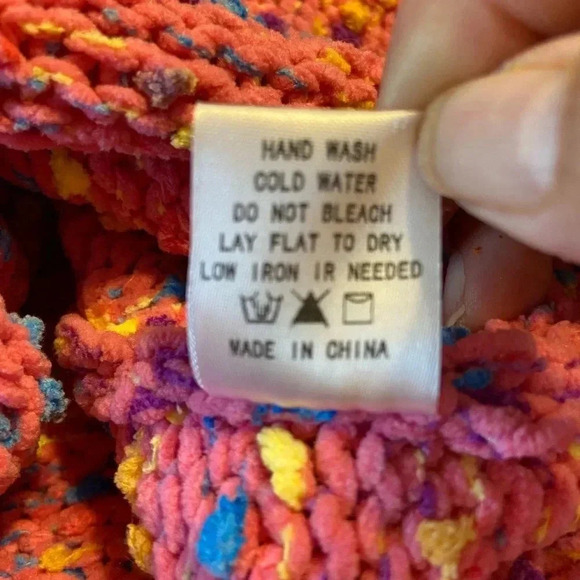 HAND WASH
COLD WATER
DO NOT BLEACH
LAY FLAT TO DRY
LOW IRON IR NEEDED
MADE IN CHINA